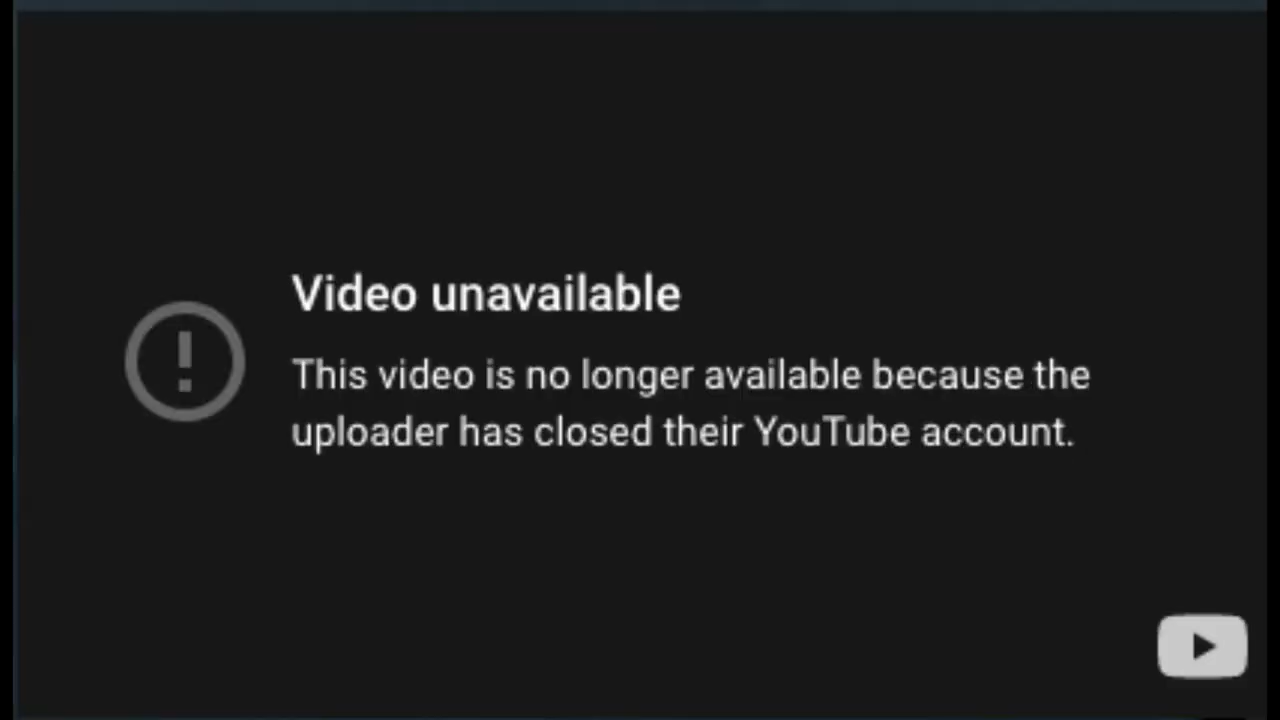 Video unavailable
This video is no longer available because the
uploader has closed their YouTube account.